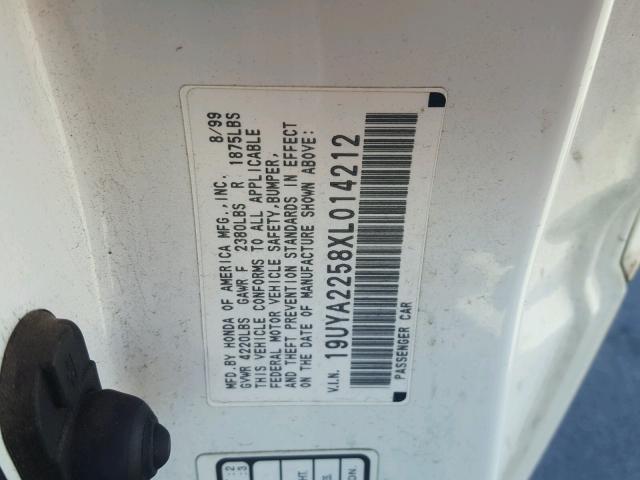 MFD.BY HONDA OF AMERICA MFG.,INC. 8/99
GVWR 4220LBS GAWR F 2380LBS R 1875LBS
THIS VEHICLE CONFORMS TO ALL APPLICABLE
FEDERAL MOTOR VEHICLE SAFETY,BUMPER,
AND THEFT PREVENTION STANDARDS IN EFFECT
ON THE DATE OF MANUFACTURE SHOWN ABOVE:
V.I.N. 19UYA2258XL014212
PASSENGER CAR